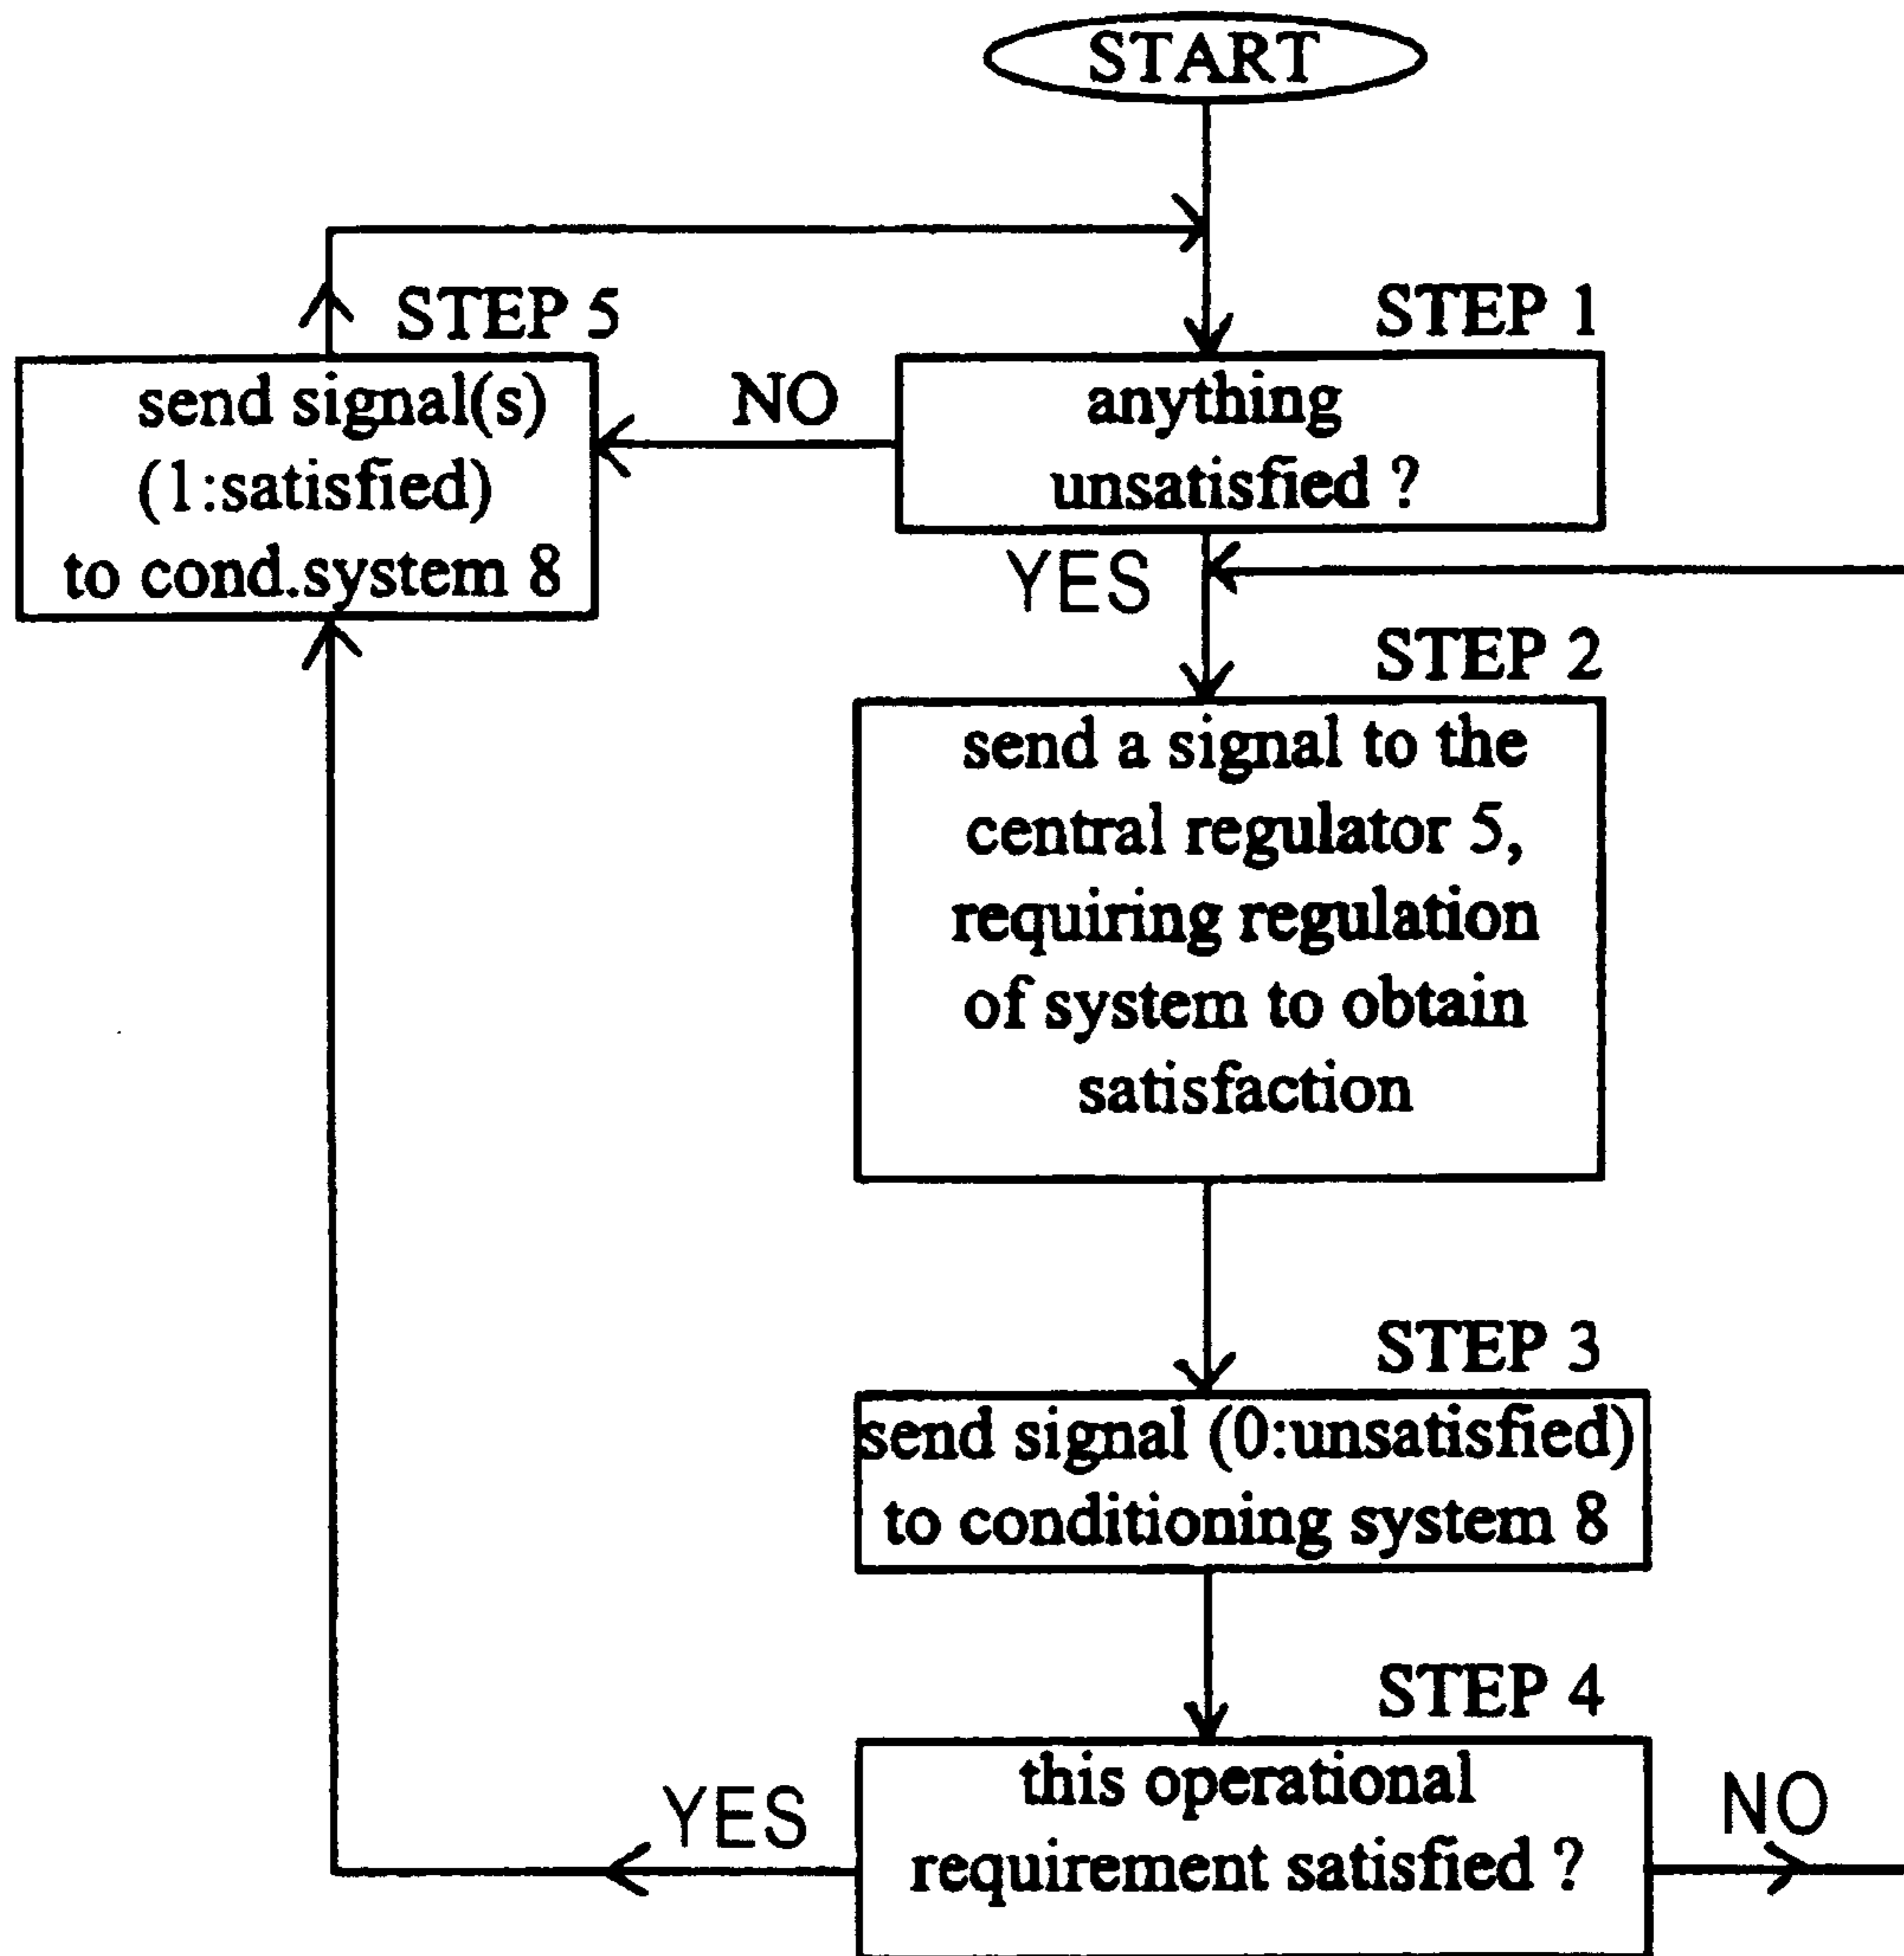 START
STEP 1
anything
unsatisfied ?
NO
STEP 5
send signal(s)
(1:satisfied)
to cond.system 8
YES
STEP 2
send a signal to the
central regulator 5,
requiring regulation
of system to obtain
satisfaction
STEP 3
send signal (0:unsatisfied)
to conditioning system 8
STEP 4
this operational
requirement satisfied ?
YES
NO